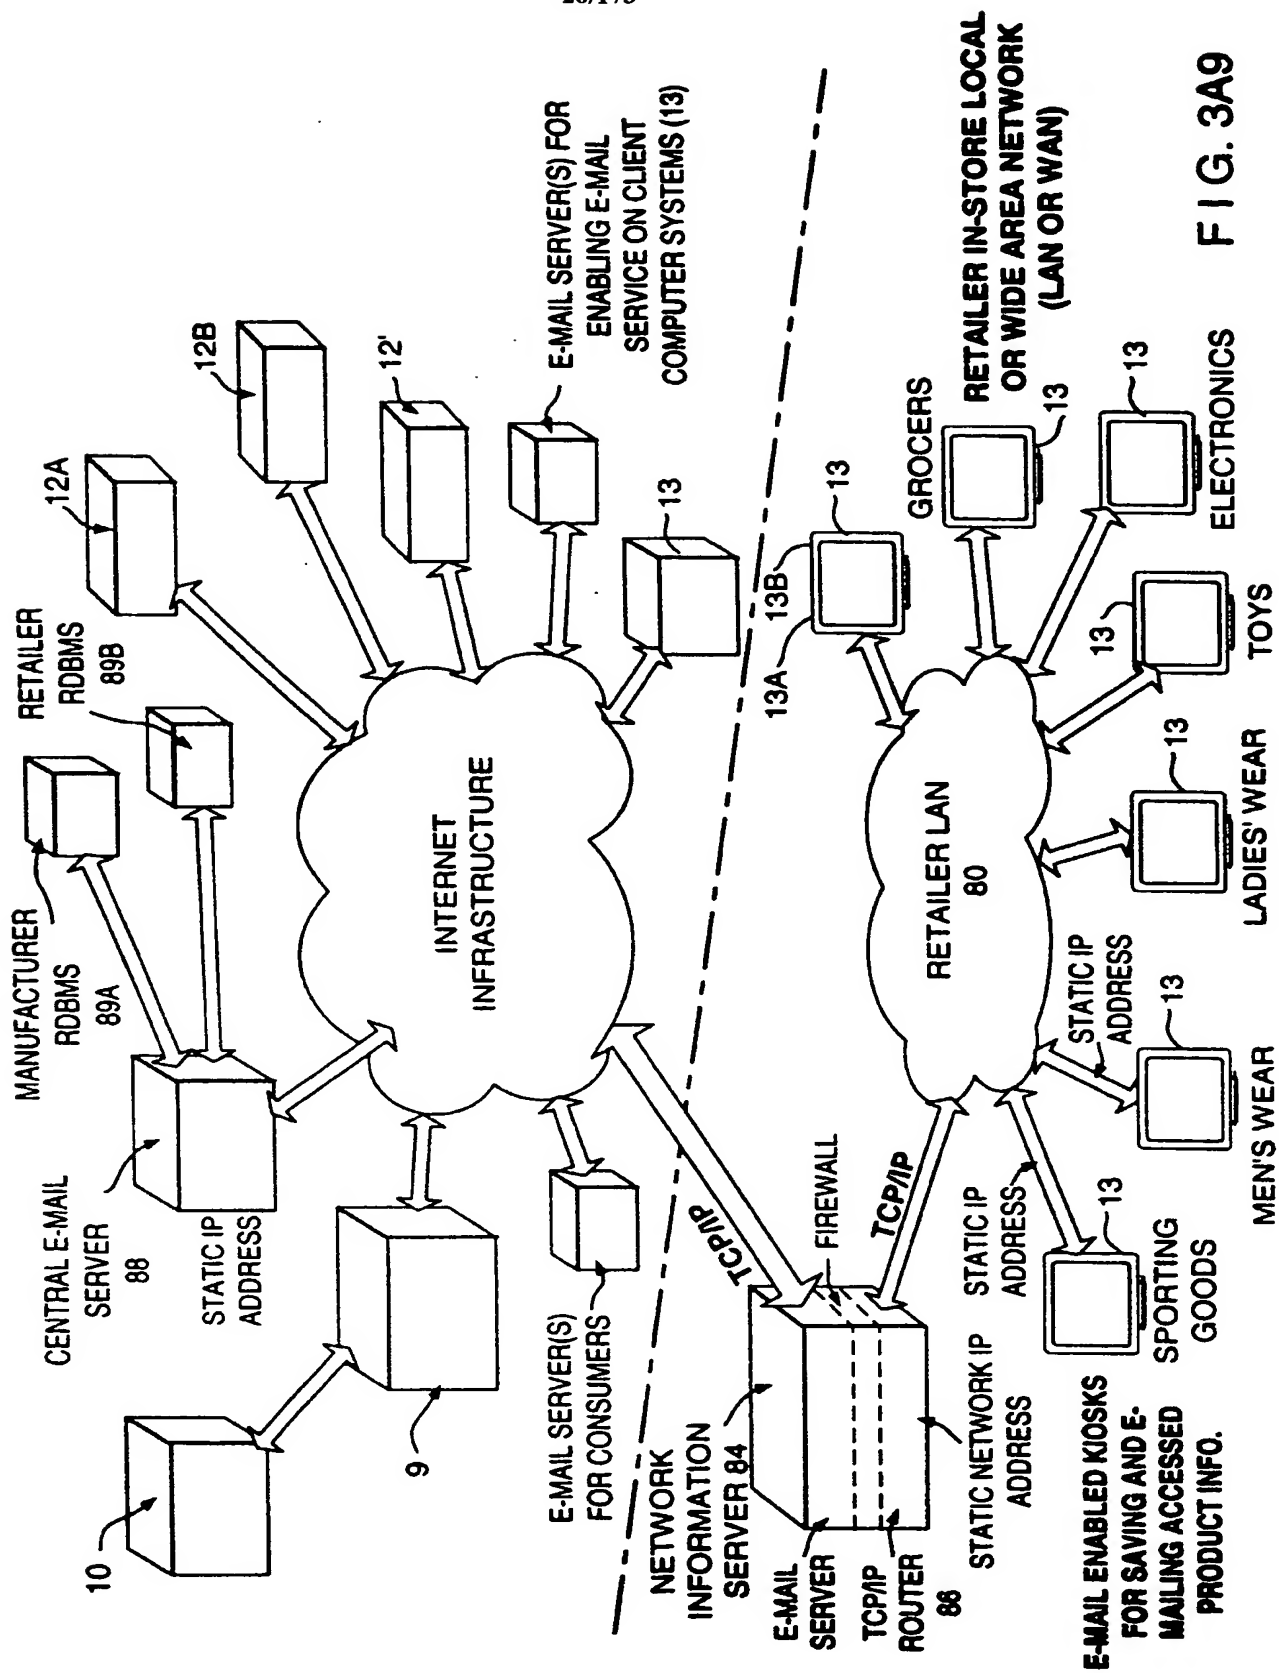 10
9
CENTRAL E-MAIL
SERVER
88
STATIC IP
ADDRESS
MANUFACTURER
RDBMS
89A
RETAILER
RDBMS
89B
12A
12B
12'
E-MAIL SERVER(S) FOR
ENABLING E-MAIL
SERVICE ON CLIENT
COMPUTER SYSTEMS (13)
13
INTERNET
INFRASTRUCTURE
E-MAIL SERVER(S)
FOR CONSUMERS
NETWORK
INFORMATION
SERVER 84
E-MAIL
SERVER
TCP/IP
ROUTER
86
STATIC NETWORK IP
ADDRESS
TCP/IP
FIREWALL
TCP/IP
RETAILER LAN
80
13A
13B
13
GROCERS
13
RETAILER IN-STORE LOCAL
OR WIDE AREA NETWORK
(LAN OR WAN)
13
ELECTRONICS
13
TOYS
13
LADIES' WEAR
STATIC IP
ADDRESS
13
MEN'S WEAR
STATIC IP
ADDRESS
13
SPORTING
GOODS
E-MAIL ENABLED KIOSKS
FOR SAVING AND E-
MAILING ACCESSED
PRODUCT INFO.
FIG. 3A9